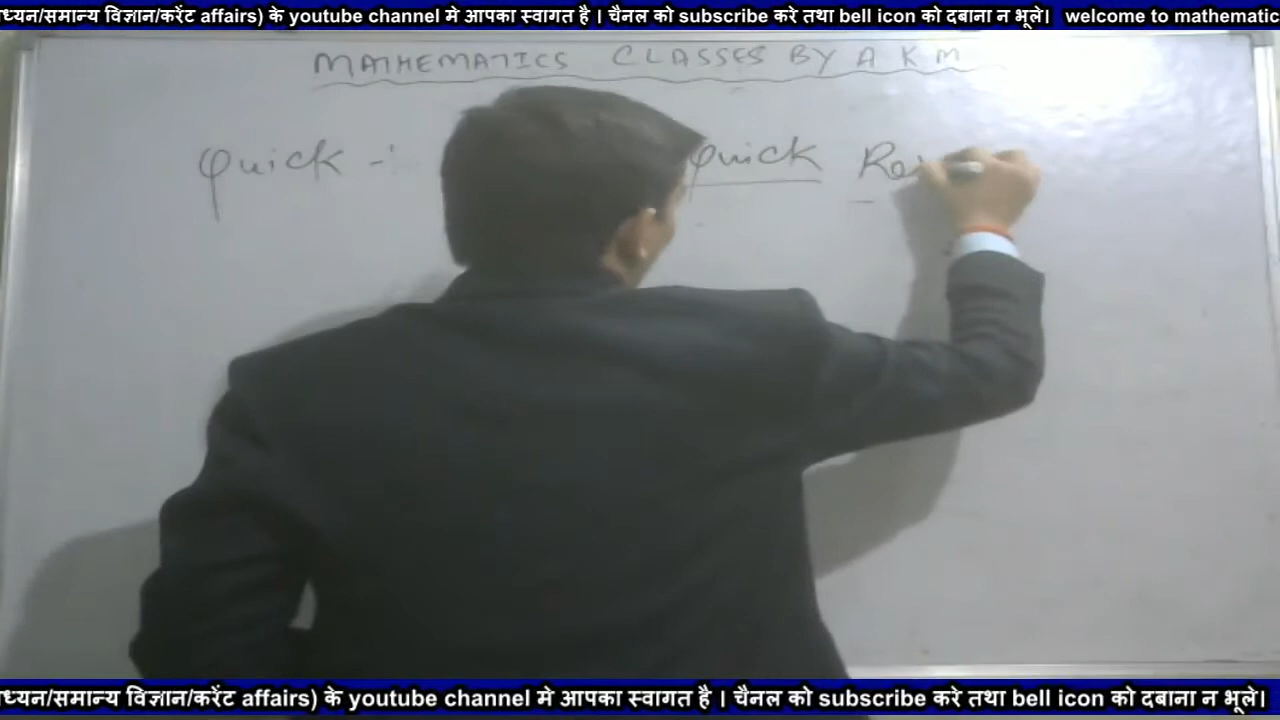 ध्यन/समान्य विज्ञान/करेंट affairs) के youtube channel मे आपका स्वागत है । चैनल को subscribe करे तथा bell icon को दबाना न भूले। welcome to mathematic
MATHEMATICS CLASSES BY A K M
Quick -: Quick
ध्यन/समान्य विज्ञान/करेंट affairs) के youtube channel मे आपका स्वागत है । चैनल को subscribe करे तथा bell icon को दबाना न भूले।